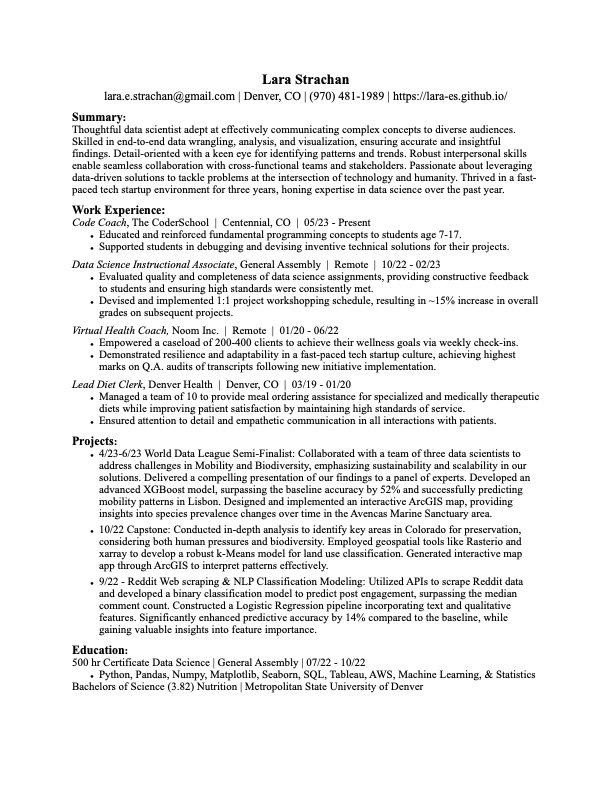 Lara Strachan
lara.e.strachan@gmail.com | Denver, CO | (970) 481-1989 | https://lara-es.github.io/
Summary:
Thoughtful data scientist adept at effectively communicating complex concepts to diverse audiences.
Skilled in end-to-end data wrangling, analysis, and visualization, ensuring accurate and insightful
findings. Detail-oriented with a keen eye for identifying patterns and trends. Robust interpersonal skills
enable seamless collaboration with cross-functional teams and stakeholders. Passionate about leveraging
data-driven solutions to tackle problems at the intersection of technology and humanity. Thrived in a fast-
paced tech startup environment for three years, honing expertise in data science over the past year.
Work Experience:
Code Coach, The CoderSchool | Centennial, CO | 05/23 - Present
• Educated and reinforced fundamental programming concepts to students age 7-17.
• Supported students in debugging and devising inventive technical solutions for their projects.
Data Science Instructional Associate, General Assembly | Remote | 10/22 - 02/23
• Evaluated quality and completeness of data science assignments, providing constructive feedback
to students and ensuring high standards were consistently met.
• Devised and implemented 1:1 project workshopping schedule, resulting in ~15% increase in overall
grades on subsequent projects.
Virtual Health Coach, Noom Inc. | Remote | 01/20 - 06/22
• Empowered a caseload of 200-400 clients to achieve their wellness goals via weekly check-ins.
• Demonstrated resilience and adaptability in a fast-paced tech startup culture, achieving highest
marks on Q.A. audits of transcripts following new initiative implementation.
Lead Diet Clerk, Denver Health | Denver, CO | 03/19 - 01/20
• Managed a team of 10 to provide meal ordering assistance for specialized and medically therapeutic
diets while improving patient satisfaction by maintaining high standards of service.
• Ensured attention to detail and empathetic communication in all interactions with patients.
Projects:
• 4/23-6/23 World Data League Semi-Finalist: Collaborated with a team of three data scientists to
address challenges in Mobility and Biodiversity, emphasizing sustainability and scalability in our
solutions. Delivered a compelling presentation of our findings to a panel of experts. Developed an
advanced XGBoost model, surpassing the baseline accuracy by 52% and successfully predicting
mobility patterns in Lisbon. Designed and implemented an interactive ArcGIS map, providing
insights into species prevalence changes over time in the Avencas Marine Sanctuary area.
• 10/22 Capstone: Conducted in-depth analysis to identify key areas in Colorado for preservation,
considering both human pressures and biodiversity. Employed geospatial tools like Rasterio and
xarray to develop a robust k-Means model for land use classification. Generated interactive map
app through ArcGIS to interpret patterns effectively.
• 9/22 - Reddit Web scraping & NLP Classification Modeling: Utilized APIs to scrape Reddit data
and developed a binary classification model to predict post engagement, surpassing the median
comment count. Constructed a Logistic Regression pipeline incorporating text and qualitative
features. Significantly enhanced predictive accuracy by 14% compared to the baseline, while
gaining valuable insights into feature importance.
Education:
500 hr Certificate Data Science | General Assembly | 07/22 - 10/22
• Python, Pandas, Numpy, Matplotlib, Seaborn, SQL, Tableau, AWS, Machine Learning, & Statistics
Bachelors of Science (3.82) Nutrition | Metropolitan State University of Denver